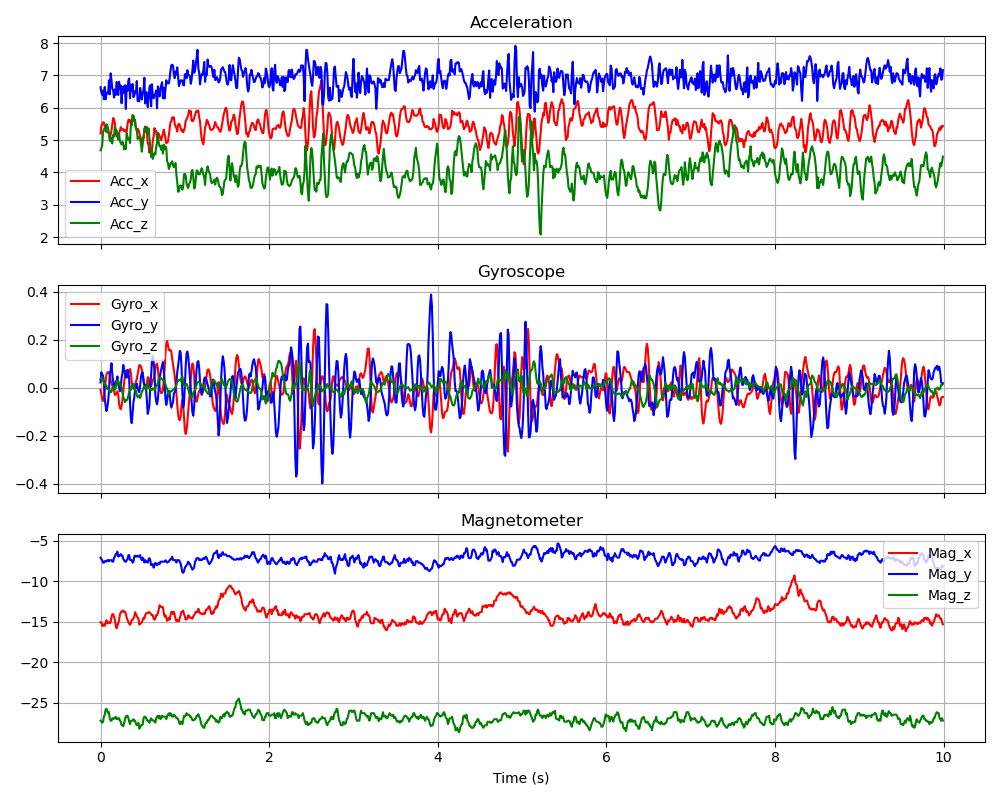 Acceleration
8
7
6
5
4
3
2
Acc_x
Acc_y
Acc_z
Gyroscope
0.4
0.2
0.0
−0.2
−0.4
Gyro_x
Gyro_y
Gyro_z
Magnetometer
−5
−10
−15
−20
−25
Mag_x
Mag_y
Mag_z
0 2 4 6 8 10
Time (s)